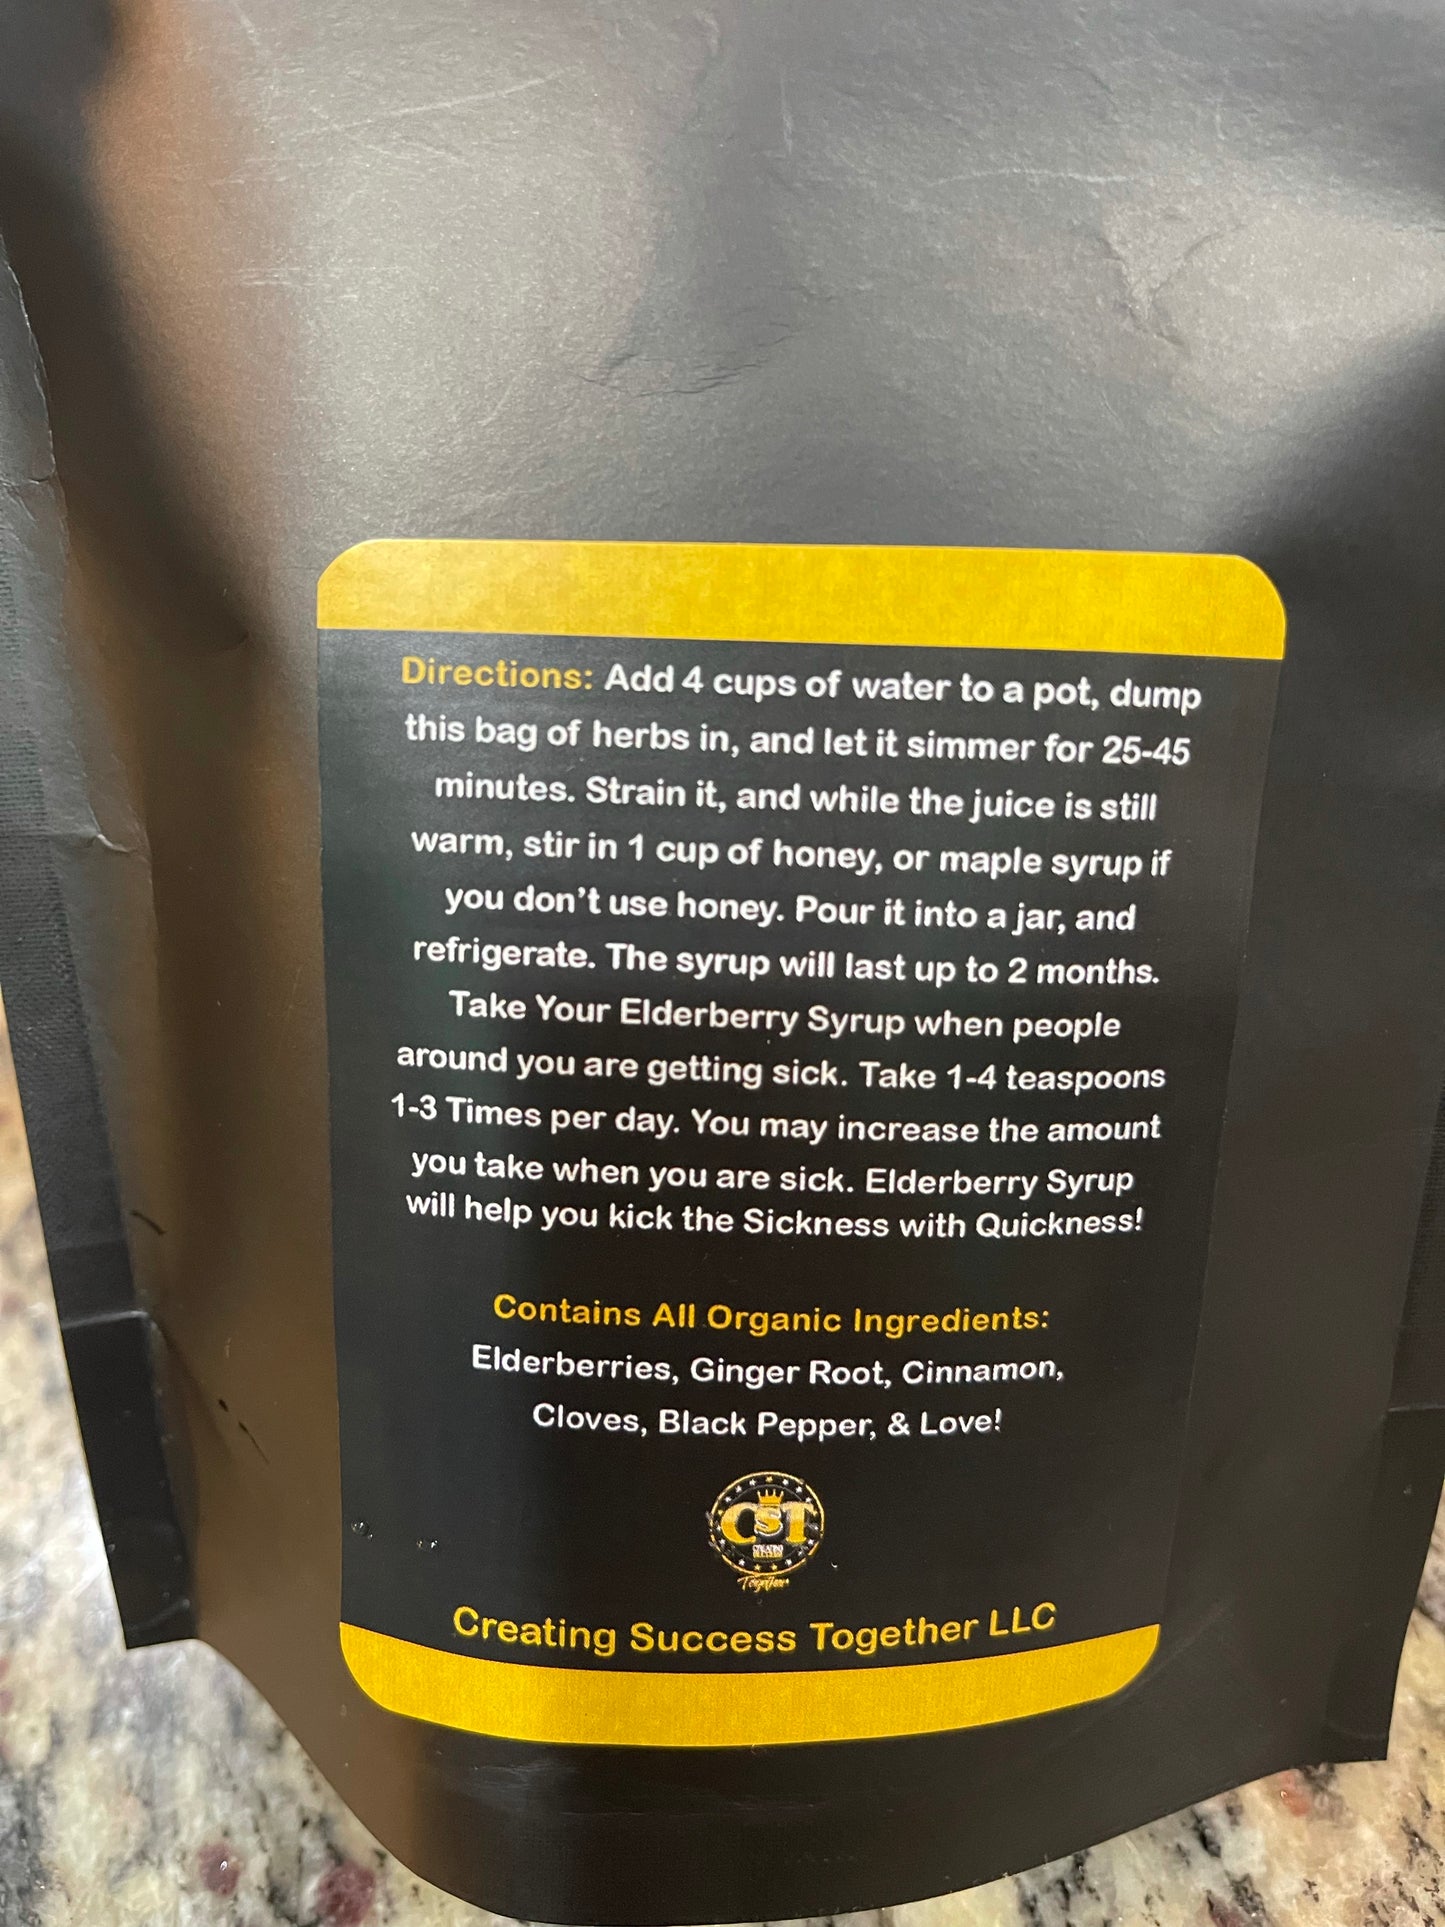 Directions: Add 4 cups of water to a pot, dump
this bag of herbs in, and let it simmer for 25-45
minutes. Strain it, and while the juice is still
warm, stir in 1 cup of honey, or maple syrup if
you don't use honey. Pour it into a jar, and
refrigerate. The syrup will last up to 2 months.
Take Your Elderberry Syrup when people
around you are getting sick. Take 1-4 teaspoons
1-3 Times per day. You may increase the amount
you take when you are sick. Elderberry Syrup
will help you kick the Sickness with Quickness!
Contains All Organic Ingredients:
Elderberries, Ginger Root, Cinnamon,
Cloves, Black Pepper, & Love!
CST
Together
Creating Success Together LLC